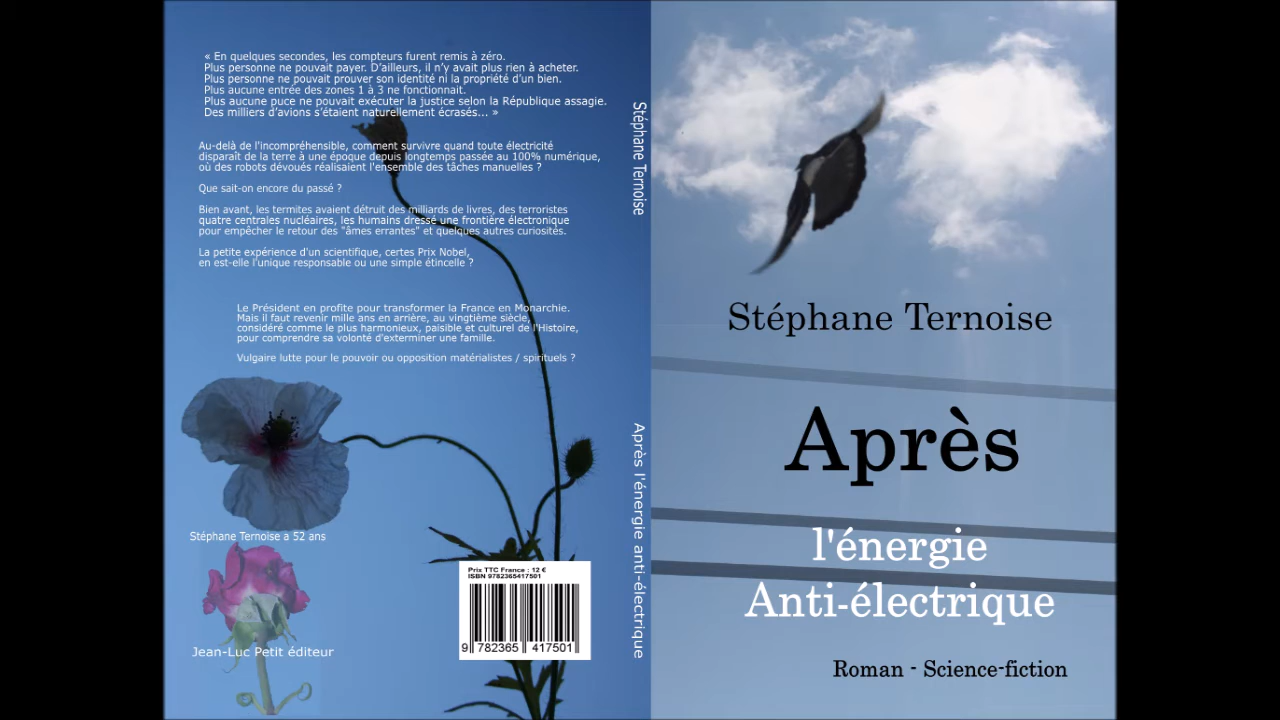 « En quelques secondes, les compteurs furent remis à zéro.
Plus personne ne pouvait payer. D'ailleurs, il n'y avait plus rien à acheter.
Plus personne ne pouvait prouver son identité ni la propriété d'un bien.
Plus aucune entrée des zones 1 à 3 ne fonctionnait.
Plus aucune puce ne pouvait exécuter la justice selon la République assagie.
Des milliers d'avions s'étaient naturellement écrasés... »
Au-delà de l'incompréhensible, comment survivre quand toute électricité
disparaît de la terre à une époque depuis longtemps passée au 100% numérique,
où des robots dévoués réalisaient l'ensemble des tâches manuelles ?
Que sait-on encore du passé ?
Bien avant, les termites avaient détruit des milliards de livres, des terroristes
quatre centrales nucléaires, les humains dressé une frontière électronique
pour empêcher le retour des "âmes errantes" et quelques autres curiosités.
La petite expérience d'un scientifique, certes Prix Nobel,
en est-elle l'unique responsable ou une simple étincelle ?
Le Président en profite pour transformer la France en Monarchie.
Mais il faut revenir mille ans en arrière, au vingtième siècle,
considéré comme le plus harmonieux, paisible et culturel de l'Histoire,
pour comprendre sa volonté d'exterminer une famille.
Vulgaire lutte pour le pouvoir ou opposition matérialistes / spirituels ?
Stéphane Ternoise a 52 ans
Jean-Luc Petit éditeur
Prix TTC France : 12 €
ISBN 9782365417501
9 782365 417501
Stéphane Ternoise
Après l'énergie anti-électrique
Stéphane Ternoise
Après
l'énergie
Anti-électrique
Roman - Science-fiction